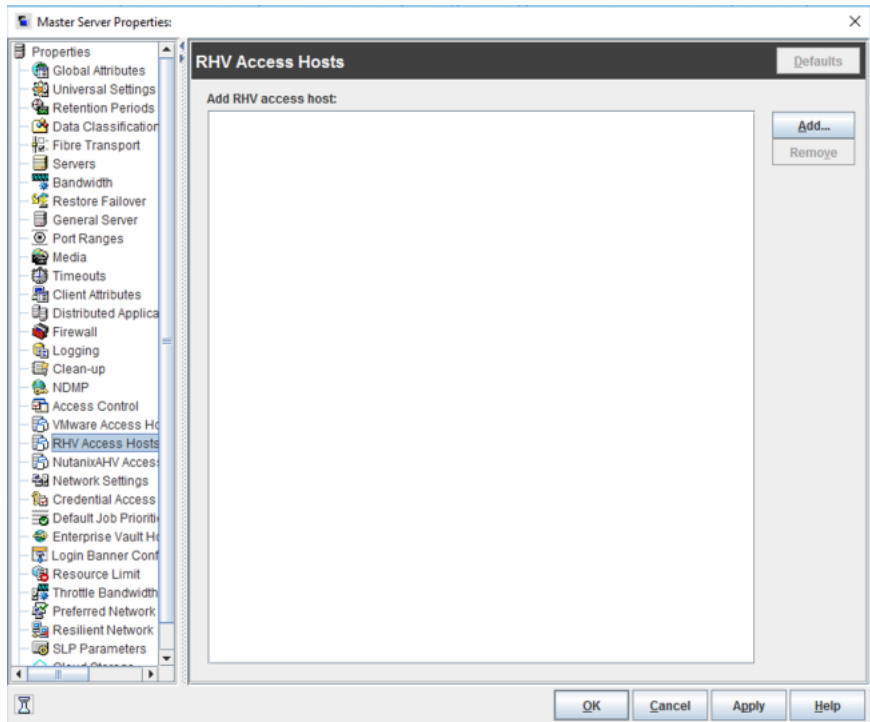 Master Server Properties:
Properties
Global Attributes
Universal Settings
Retention Periods
Data Classification
Fibre Transport
Servers
Bandwidth
Restore Failover
General Server
Port Ranges
Media
Timeouts
Client Attributes
Distributed Applica
Firewall
Logging
Clean-up
NDMP
Access Control
VMware Access Ho
RHV Access Hosts
NutanixAHV Access
Network Settings
Credential Access
Default Job Prioriti
Enterprise Vault Ho
Login Banner Conf
Resource Limit
Throttle Bandwidth
Preferred Network
Resilient Network
SLP Parameters
Cloud Storage
RHV Access Hosts
Defaults
Add RHV access host:
Add...
Remove
OK
Cancel
Apply
Help